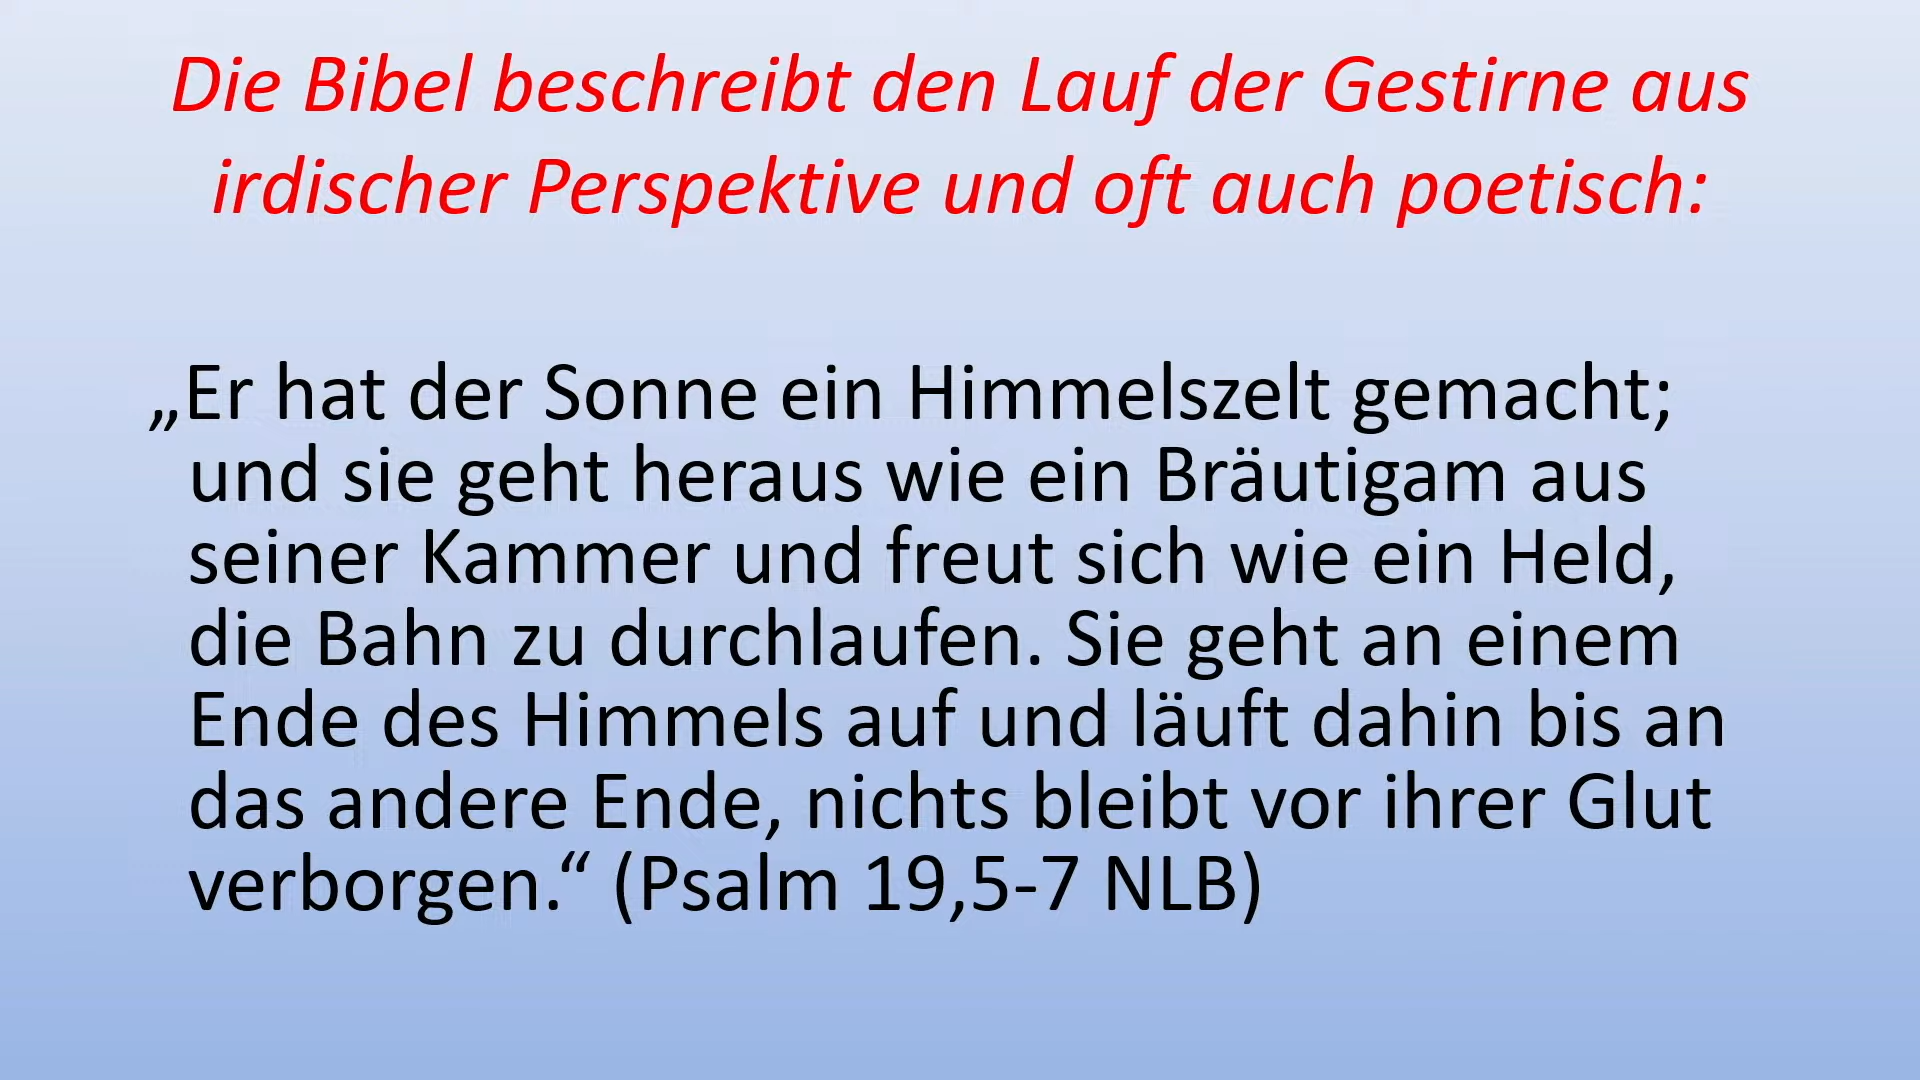 Die Bibel beschreibt den Lauf der Gestirne aus
irdischer Perspektive und oft auch poetisch:
„Er hat der Sonne ein Himmelszelt gemacht;
und sie geht heraus wie ein Bräutigam aus
seiner Kammer und freut sich wie ein Held,
die Bahn zu durchlaufen. Sie geht an einem
Ende des Himmels auf und läuft dahin bis an
das andere Ende, nichts bleibt vor ihrer Glut
verborgen.“ (Psalm 19,5-7 NLB)